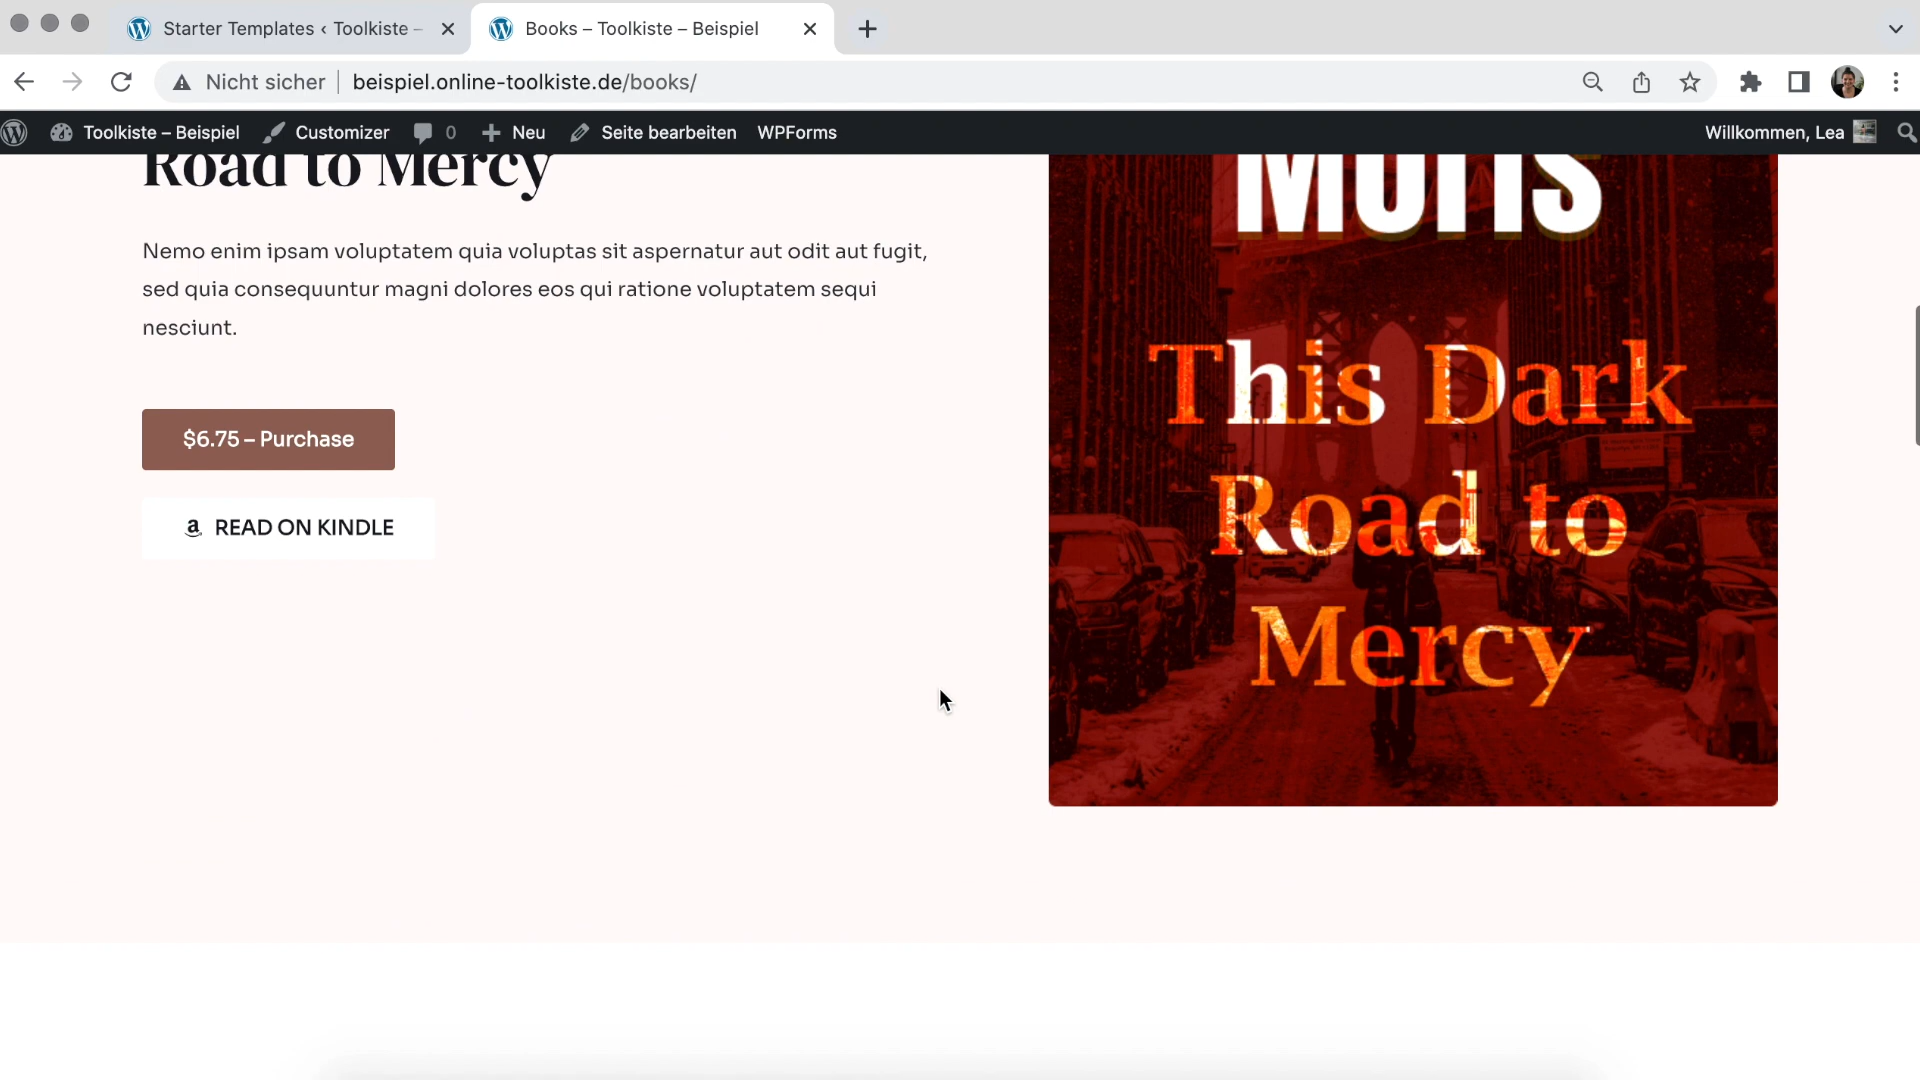 Starter Templates ‹ Toolkiste –
Books – Toolkiste – Beispiel
Nicht sicher
beispiel.online-toolkiste.de/books/
Toolkiste – Beispiel
Customizer
0
Neu
Seite bearbeiten
WPForms
Willkommen, Lea
Road to Mercy
Nemo enim ipsam voluptatem quia voluptas sit aspernatur aut odit aut fugit,
sed quia consequuntur magni dolores eos qui ratione voluptatem sequi
nesciunt.
$6.75 – Purchase
READ ON KINDLE
This Dark
Road to
Mercy